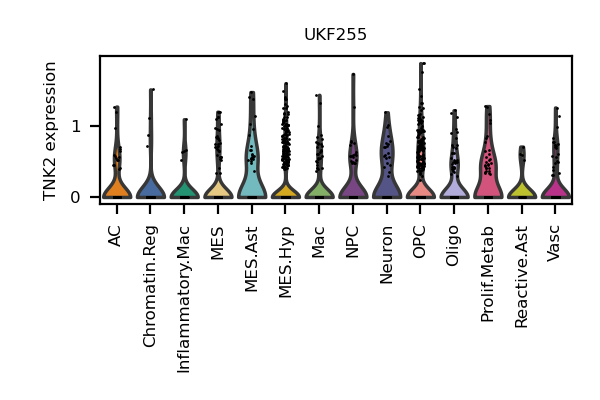 UKF255
TNK2 expression
1
0
AC
Chromatin.Reg
Inflammatory.Mac
MES
MES.Ast
MES.Hyp
Mac
NPC
Neuron
OPC
Oligo
Prolif.Metab
Reactive.Ast
Vasc